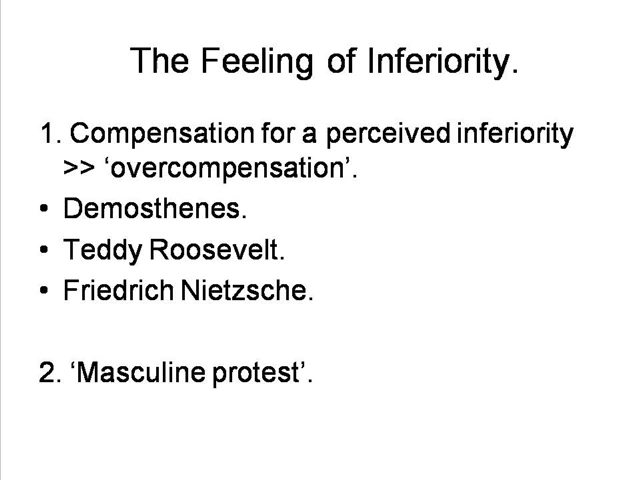 The Feeling of Inferiority.
1. Compensation for a perceived inferiority
>> ‘overcompensation’.
• Demosthenes.
• Teddy Roosevelt.
• Friedrich Nietzsche.
2. ‘Masculine protest’.